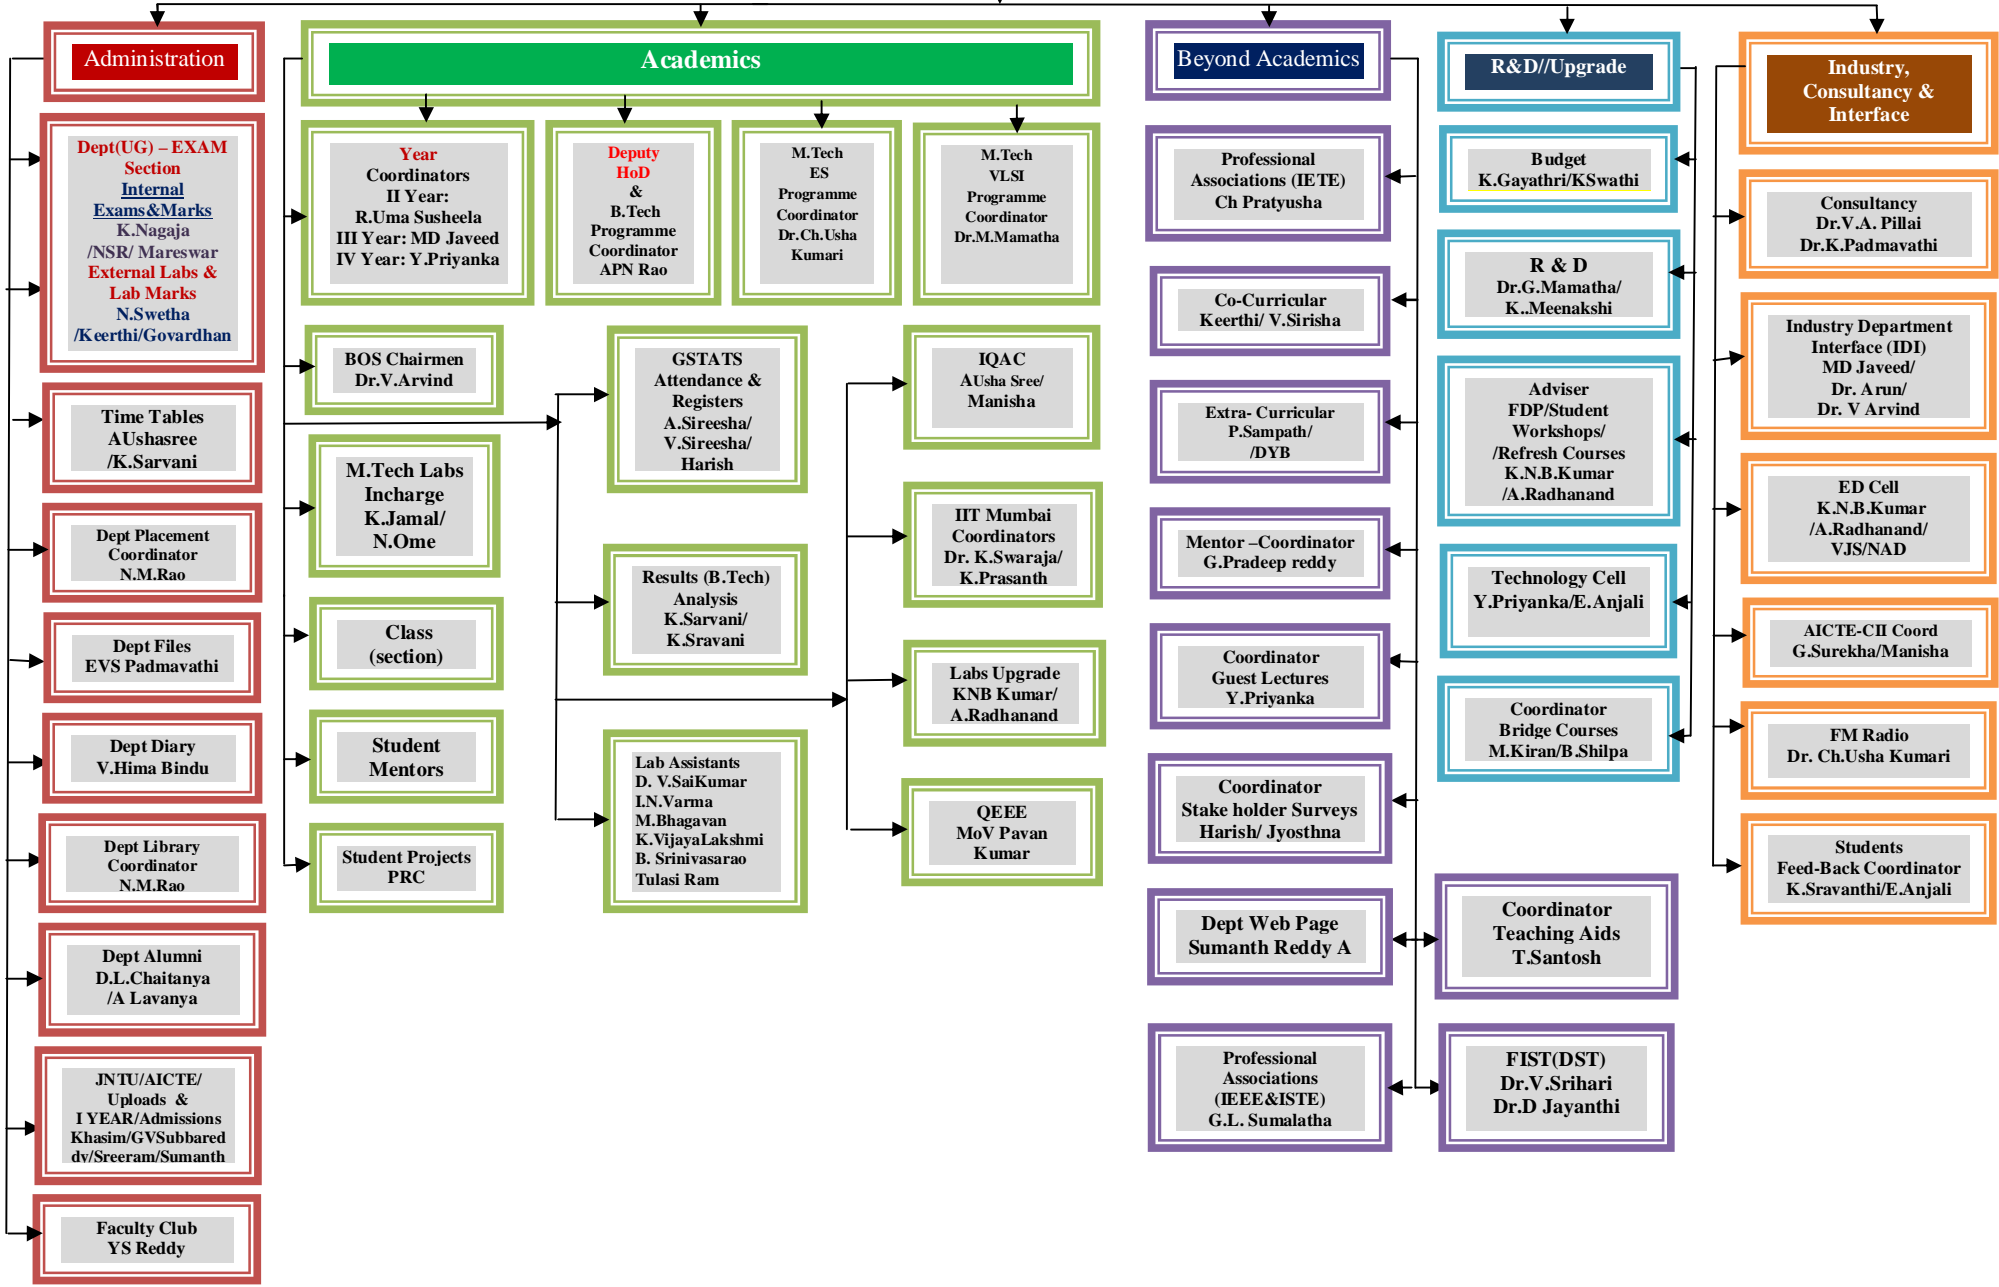 Administration
Dept(UG) – EXAM
Section
Internal
Exams&Marks
K.Nagaja
/NSR/ Mareswar
External Labs &
Lab Marks
N.Swetha
/Keerthi/Govardhan
Time Tables
AUshasree
/K.Sarvani
Dept Placement
Coordinator
N.M.Rao
Dept Files
EVS Padmavathi
Dept Diary
V.Hima Bindu
Dept Library
Coordinator
N.M.Rao
Dept Alumni
D.L.Chaitanya
/A Lavanya
JNTU/AICTE/
Uploads &
I YEAR/Admissions
Khasim/GVSubbared
dy/Sreeram/Sumanth
Faculty Club
YS Reddy
Academics
Year
Coordinators
II Year:
R.Uma Susheela
III Year: MD Javeed
IV Year: Y.Priyanka
Deputy
HoD
&
B.Tech
Programme
Coordinator
APN Rao
M.Tech
ES
Programme
Coordinator
Dr.Ch.Usha
Kumari
M.Tech
VLSI
Programme
Coordinator
Dr.M.Mamatha
BOS Chairmen
Dr.V.Arvind
M.Tech Labs
Incharge
K.Jamal/
N.Ome
Class
(section)
Student
Mentors
Student Projects
PRC
GSTATS
Attendance &
Registers
A.Sireesha/
V.Sireesha/
Harish
Results (B.Tech)
Analysis
K.Sarvani/
K.Sravani
Lab Assistants
D. V.SaiKumar
I.N.Varma
M.Bhagavan
K.VijayaLakshmi
B. Srinivasarao
Tulasi Ram
IQAC
AUsha Sree/
Manisha
IIT Mumbai
Coordinators
Dr. K.Swaraja/
K.Prasanth
Labs Upgrade
KNB Kumar/
A.Radhanand
QEEE
MoV Pavan
Kumar
Beyond Academics
Professional
Associations (IETE)
Ch Pratyusha
Co-Curricular
Keerthi/ V.Sirisha
Extra- Curricular
P.Sampath/
/DYB
Mentor –Coordinator
G.Pradeep reddy
Coordinator
Guest Lectures
Y.Priyanka
Coordinator
Stake holder Surveys
Harish/ Jyosthna
Dept Web Page
Sumanth Reddy A
Professional
Associations
(IEEE&ISTE)
G.L. Sumalatha
Coordinator
Teaching Aids
T.Santosh
FIST(DST)
Dr.V.Srihari
Dr.D Jayanthi
R&D//Upgrade
Budget
K.Gayathri/KSwathi
R & D
Dr.G.Mamatha/
K..Meenakshi
Adviser
FDP/Student
Workshops/
/Refresh Courses
K.N.B.Kumar
/A.Radhanand
Technology Cell
Y.Priyanka/E.Anjali
Coordinator
Bridge Courses
M.Kiran/B.Shilpa
Industry,
Consultancy &
Interface
Consultancy
Dr.V.A. Pillai
Dr.K.Padmavathi
Industry Department
Interface (IDI)
MD Javeed/
Dr. Arun/
Dr. V Arvind
ED Cell
K.N.B.Kumar
/A.Radhanand/
VJS/NAD
AICTE-CII Coord
G.Surekha/Manisha
FM Radio
Dr. Ch.Usha Kumari
Students
Feed-Back Coordinator
K.Sravanthi/E.Anjali